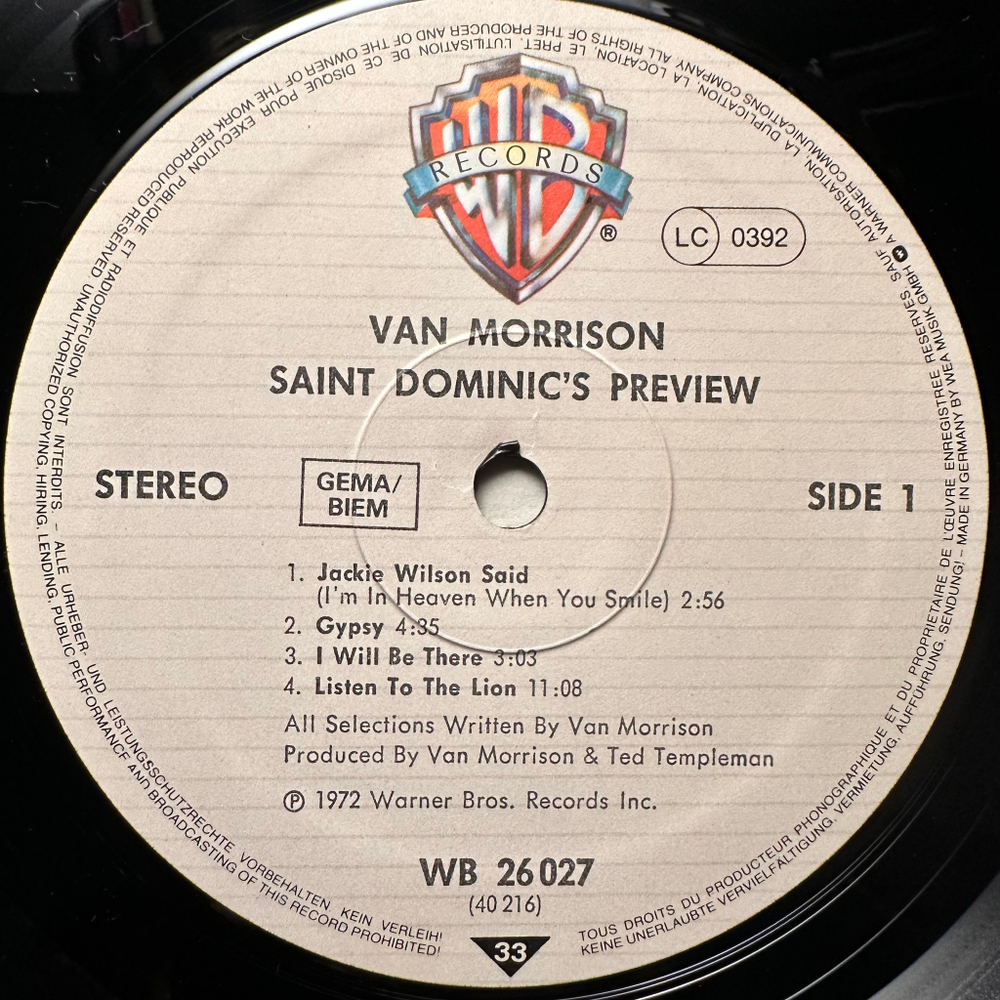 WB
RECORDS
®
LC 0392
VAN MORRISON
SAINT DOMINIC'S PREVIEW
STEREO
GEMA/
BIEM
SIDE 1
1. Jackie Wilson Said
(I'm In Heaven When You Smile) 2:56
2. Gypsy 4:35
3. I Will Be There 3:03
4. Listen To The Lion 11:08
All Selections Written By Van Morrison
Produced By Van Morrison & Ted Templeman
℗ 1972 Warner Bros. Records Inc.
WB 26 027
(40 216)
33
TOUS DROITS DU PRODUCTEUR PHONOGRAPHIQUE ET DU PROPRIETAIRE DE L'ŒUVRE ENREGISTREE RESERVES SAUF AUTORISATION, LA DUPLICATION, LA LOCATION, LE PRET, L'UTILISATION DE CE DISQUE POUR EXECUTION PUBLIQUE ET RADIODIFFUSION SONT INTERDITS. – ALLE URHEBER- UND LEISTUNGSSCHUTZRECHTE VORBEHALTEN KEIN VERLEIH!
KEINE UNERLAUBTE VERVIELFÄLTIGUNG, VERMIETUNG, AUFFÜHRUNG, SENDUNG! – MADE IN GERMANY BY WEA MUSIK GMBH A WARNER COMMUNICATIONS COMPANY ALL RIGHTS OF THE PRODUCER AND OF THE OWNER OF THE WORK REPRODUCED RESERVED UNAUTHORIZED COPYING, HIRING, LENDING, PUBLIC PERFORMANCE AND BROADCASTING OF THIS RECORD PROHIBITED!